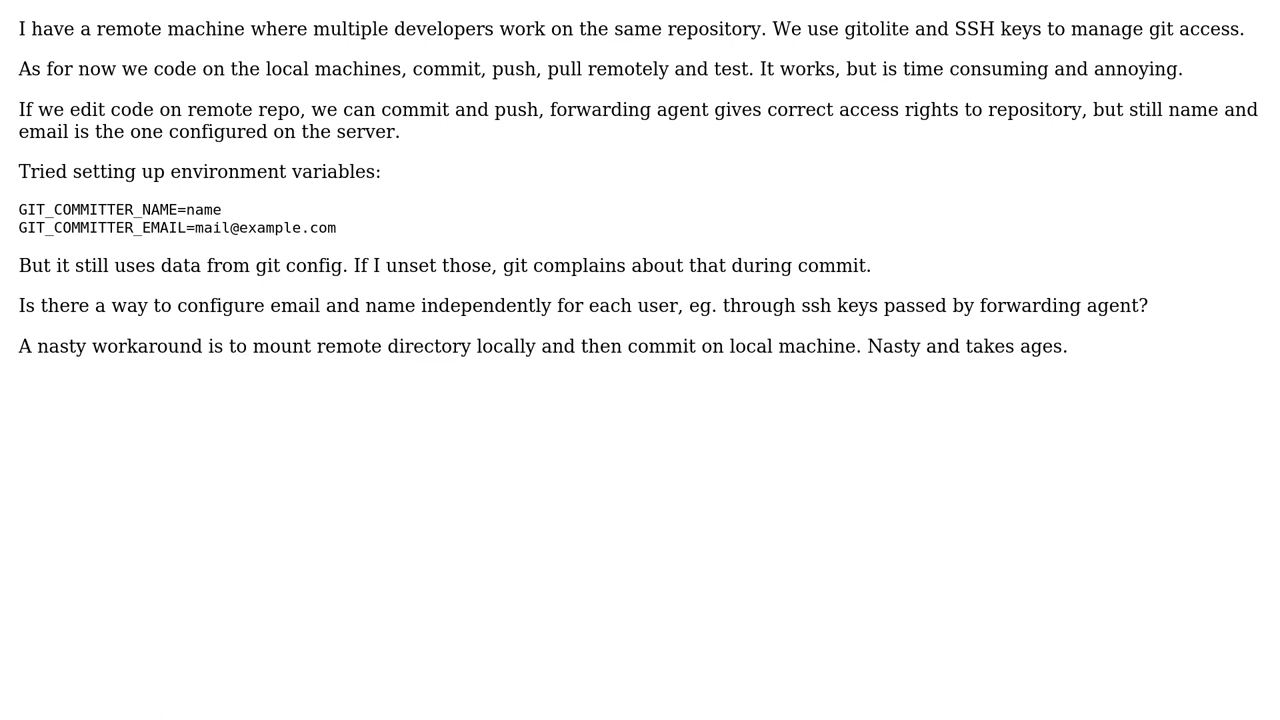 I have a remote machine where multiple developers work on the same repository. We use gitolite and SSH keys to manage git access.
As for now we code on the local machines, commit, push, pull remotely and test. It works, but is time consuming and annoying.
If we edit code on remote repo, we can commit and push, forwarding agent gives correct access rights to repository, but still name and
email is the one configured on the server.
Tried setting up environment variables:
GIT_COMMITTER_NAME=name
GIT_COMMITTER_EMAIL=mail@example.com
But it still uses data from git config. If I unset those, git complains about that during commit.
Is there a way to configure email and name independently for each user, eg. through ssh keys passed by forwarding agent?
A nasty workaround is to mount remote directory locally and then commit on local machine. Nasty and takes ages.